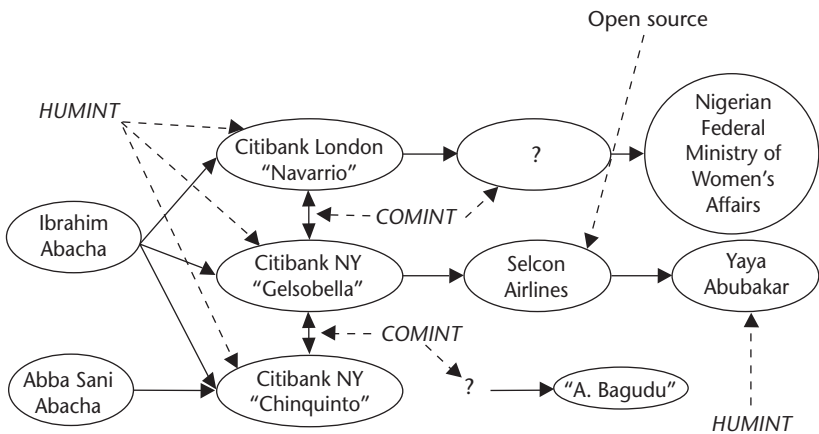 Open source
HUMINT
Citibank London
"Navarrio"
?
Nigerian
Federal
Ministry of
Women's
Affairs
COMINT
Ibrahim
Abacha
Citibank NY
"Gelsobella"
Selcon
Airlines
Yaya
Abubakar
COMINT
Abba Sani
Abacha
Citibank NY
"Chinquinto"
?
"A. Bagudu"
HUMINT